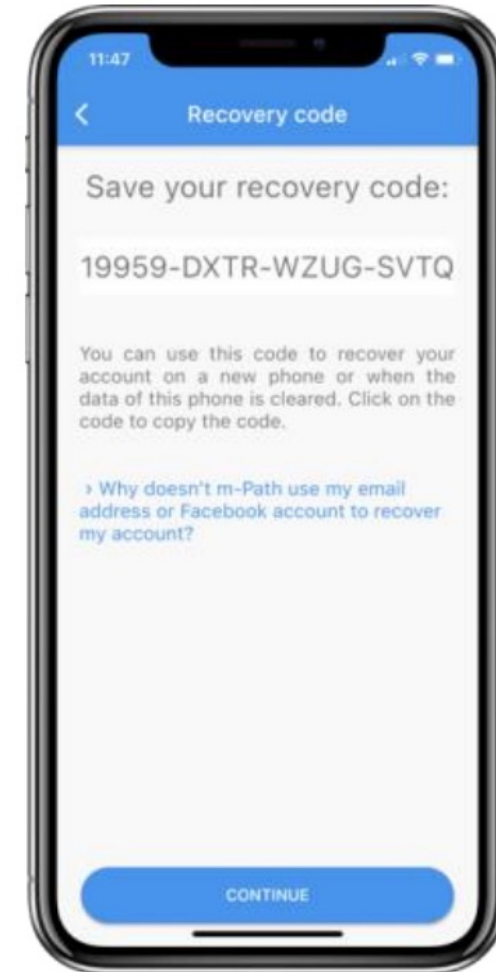 11:47
Recovery code
Save your recovery code:
19959-DXTR-WZUG-SVTQ
You can use this code to recover your
account on a new phone or when the
data of this phone is cleared. Click on the
code to copy the code.
› Why doesn't m-Path use my email
address or Facebook account to recover
my account?
CONTINUE